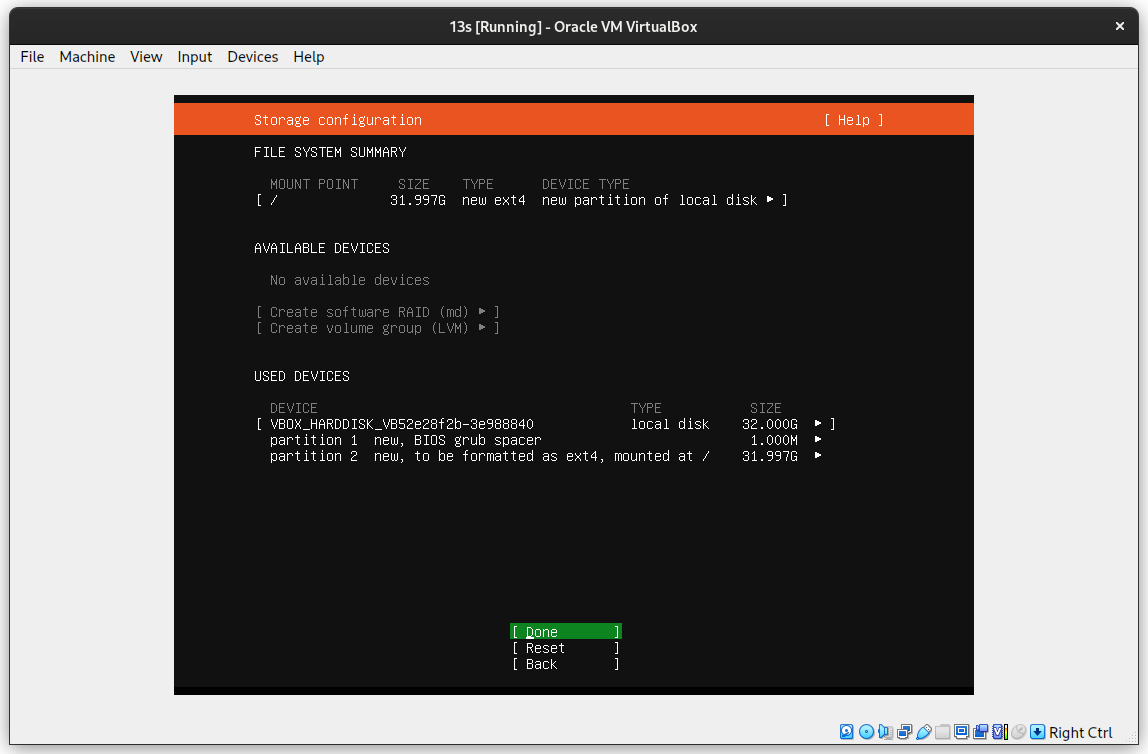 13s [Running] - Oracle VM VirtualBox
File Machine View Input Devices Help
Storage configuration [ Help ]
FILE SYSTEM SUMMARY
MOUNT POINT SIZE TYPE DEVICE TYPE
[ / 31.997G new ext4 new partition of local disk ▸ ]
AVAILABLE DEVICES
No available devices
[ Create software RAID (md) ▸ ]
[ Create volume group (LVM) ▸ ]
USED DEVICES
DEVICE TYPE SIZE
[ VBOX_HARDDISK_VB52e28f2b-3e988840 local disk 32.000G ▸ ]
partition 1 new, BIOS grub spacer 1.000M ▸
partition 2 new, to be formatted as ext4, mounted at / 31.997G ▸
[ Done ]
[ Reset ]
[ Back ]
Right Ctrl